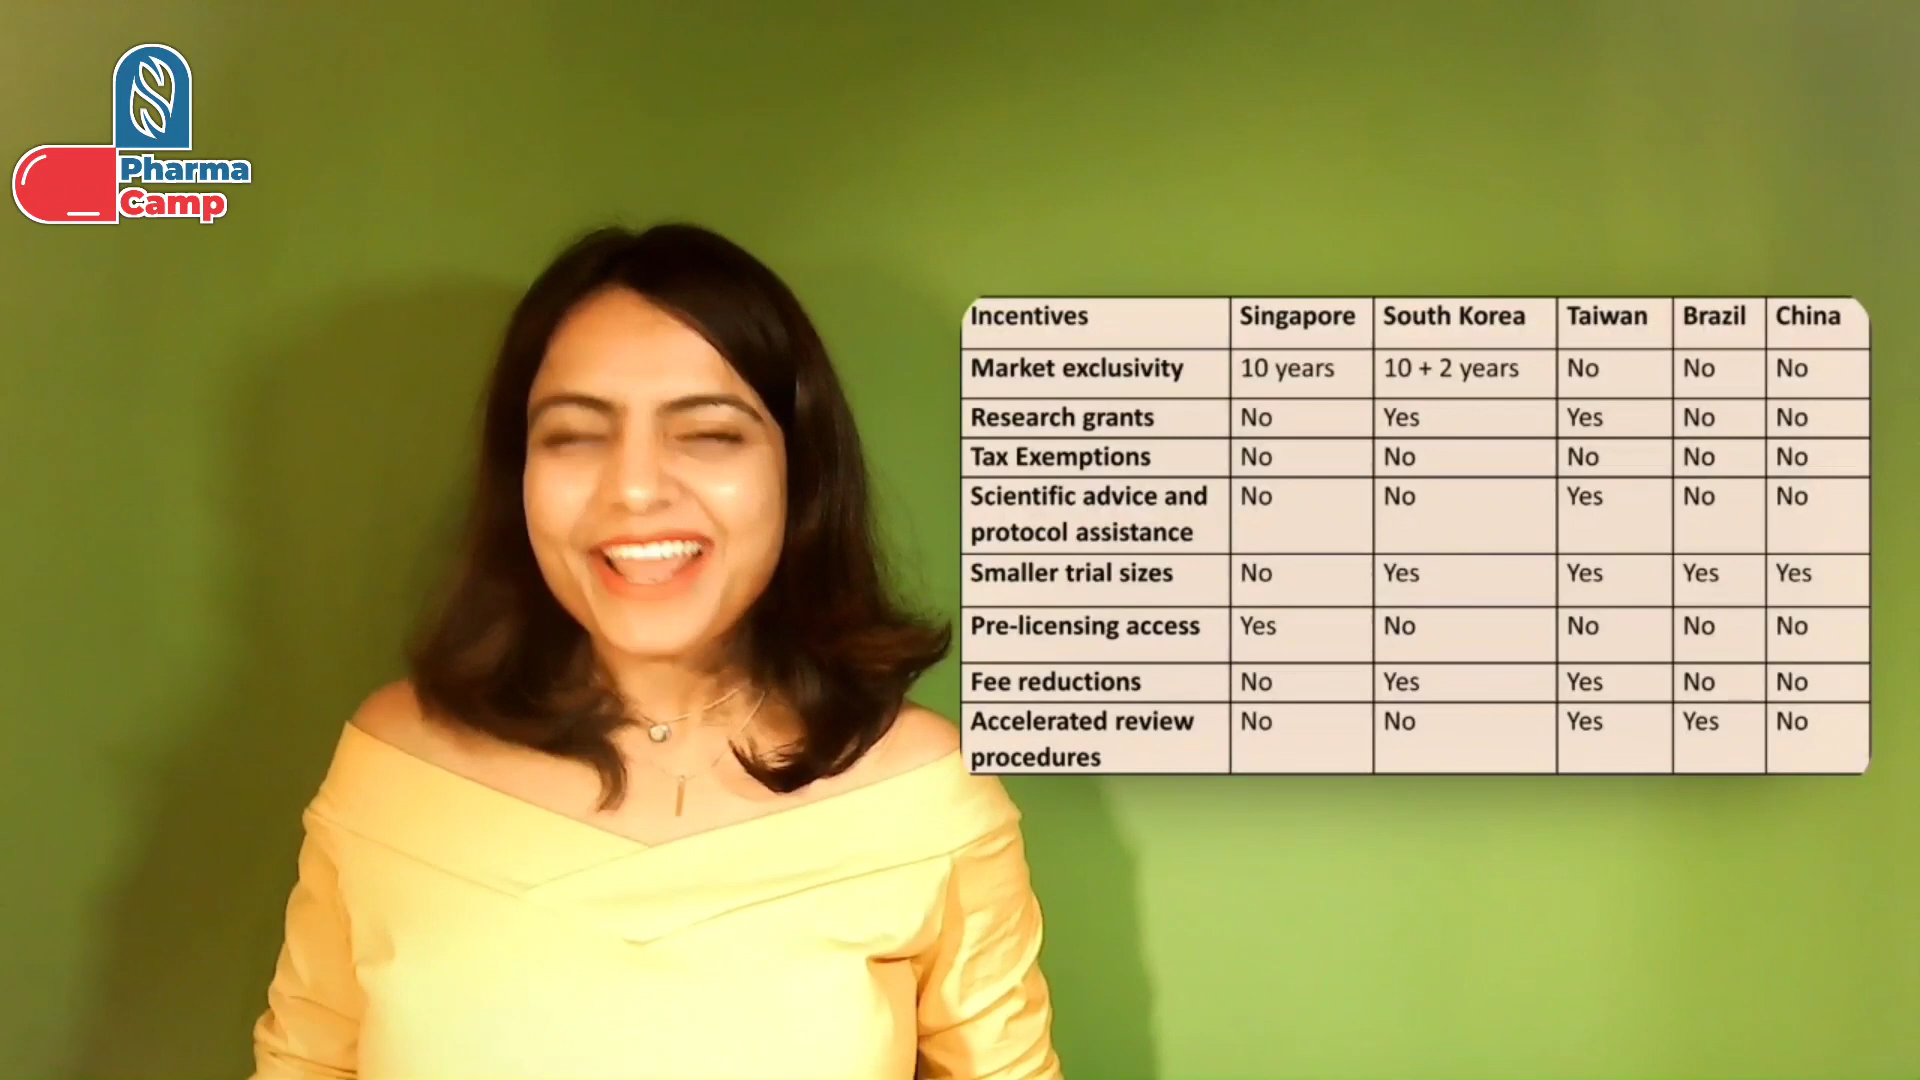 Pharma
Camp
Incentives Singapore South Korea Taiwan Brazil China
Market exclusivity 10 years 10 + 2 years No No No
Research grants No Yes Yes No No
Tax Exemptions No No No No No
Scientific advice and No No Yes No No
protocol assistance
Smaller trial sizes No Yes Yes Yes Yes
Pre-licensing access Yes No No No No
Fee reductions No Yes Yes No No
Accelerated review No No Yes Yes No
procedures